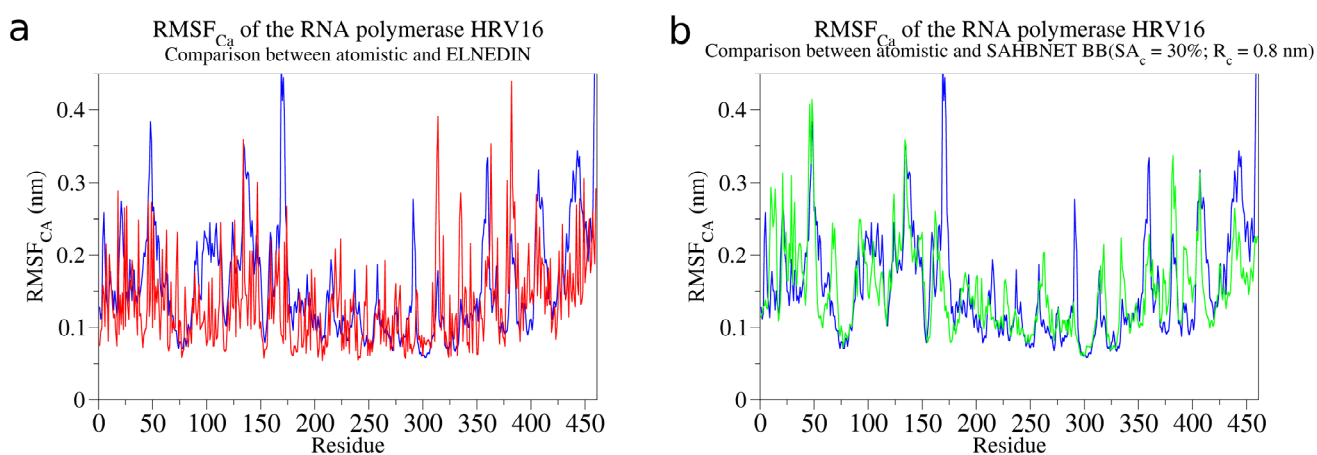 a
RMSF_Ca of the RNA polymerase HRV16
Comparison between atomistic and ELNEDIN
RMSF_CA (nm)
0.4
0.3
0.2
0.1
0
0 50 100 150 200 250 300 350 400 450
Residue
b
RMSF_Ca of the RNA polymerase HRV16
Comparison between atomistic and SAHBNET BB(SA_c = 30%; R_c = 0.8 nm)
RMSF_CA (nm)
0.4
0.3
0.2
0.1
0
0 50 100 150 200 250 300 350 400 450
Residue